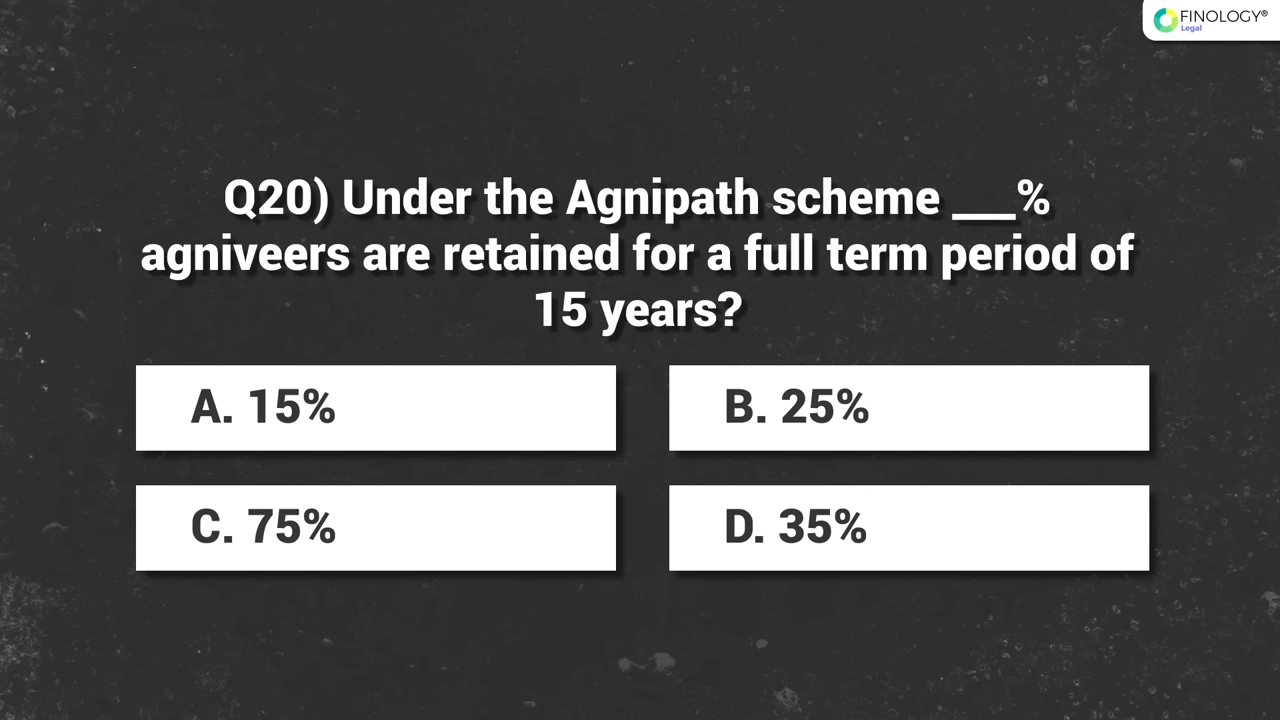 FINOLOGY®
Legal
Q20) Under the Agnipath scheme ___%
agniveers are retained for a full term period of
15 years?
A. 15%
B. 25%
C. 75%
D. 35%